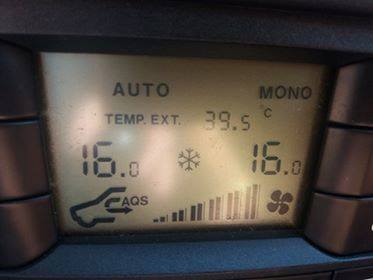 AUTO MONO
TEMP. EXT. 39.5 °C
16.0 16.0
AQS